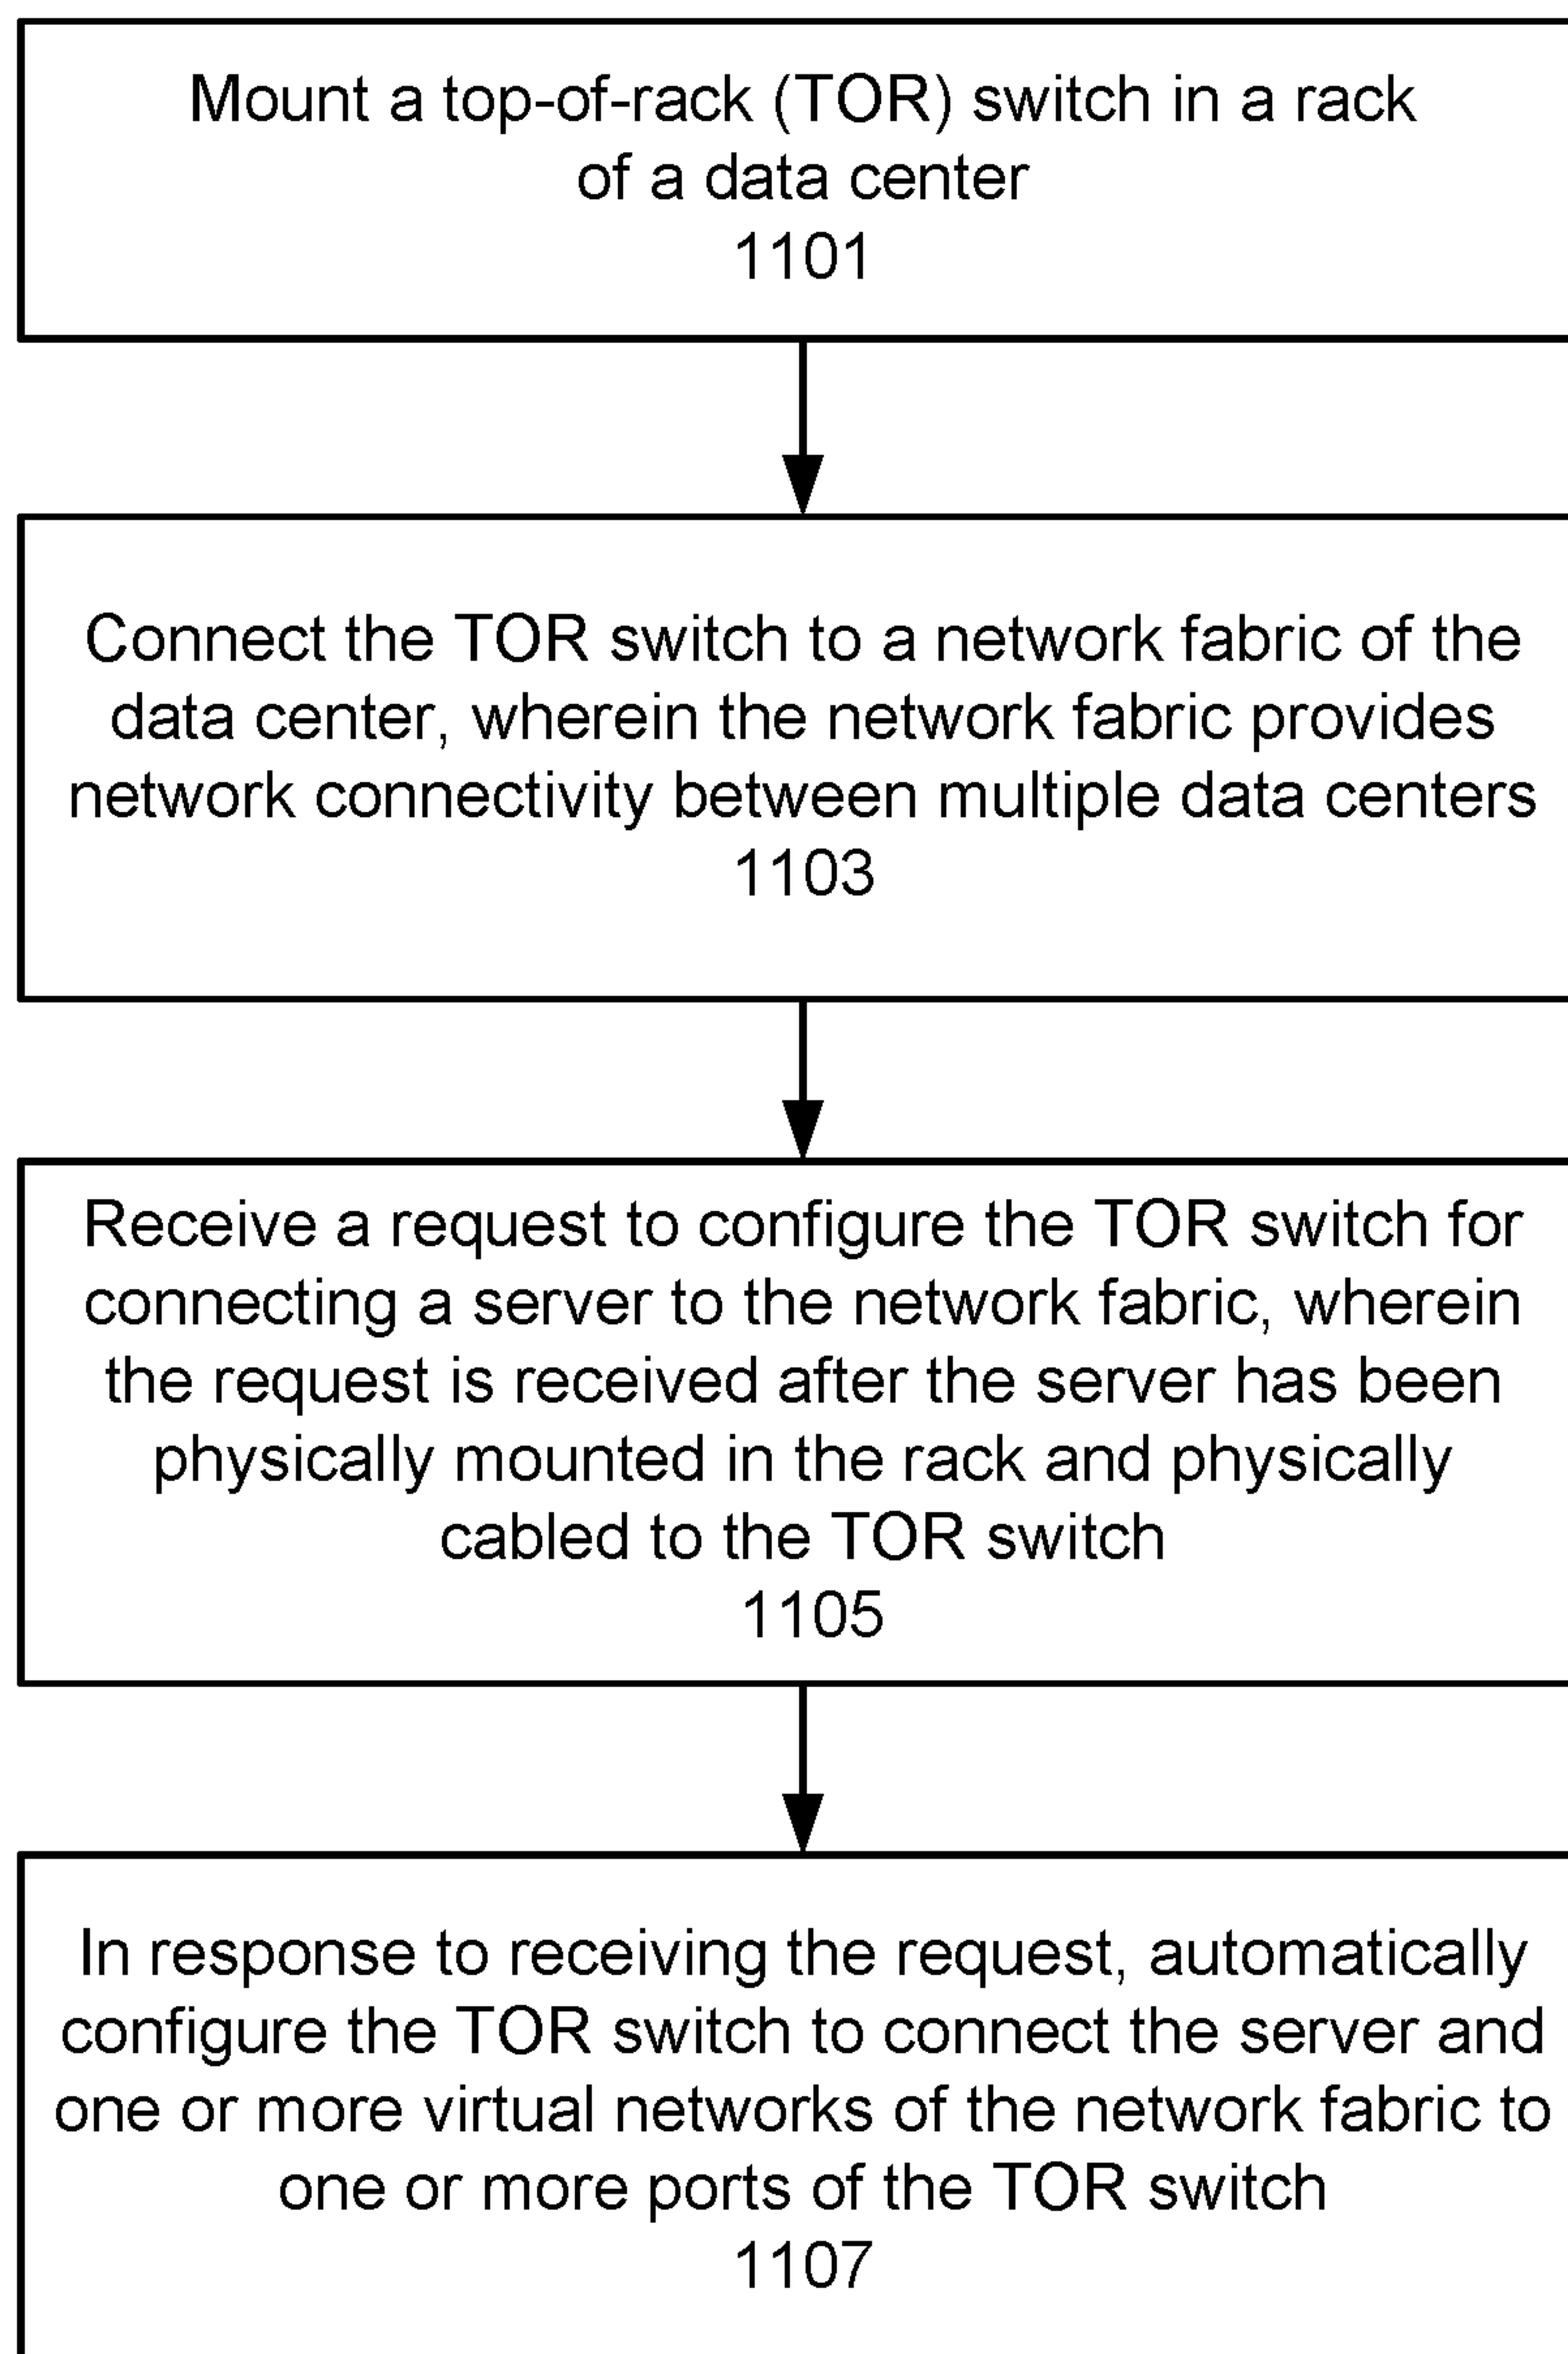 Mount a top-of-rack (TOR) switch in a rack
of a data center
1101
Connect the TOR switch to a network fabric of the
data center, wherein the network fabric provides
network connectivity between multiple data centers
1103
Receive a request to configure the TOR switch for
connecting a server to the network fabric, wherein
the request is received after the server has been
physically mounted in the rack and physically
cabled to the TOR switch
1105
In response to receiving the request, automatically
configure the TOR switch to connect the server and
one or more virtual networks of the network fabric to
one or more ports of the TOR switch
1107